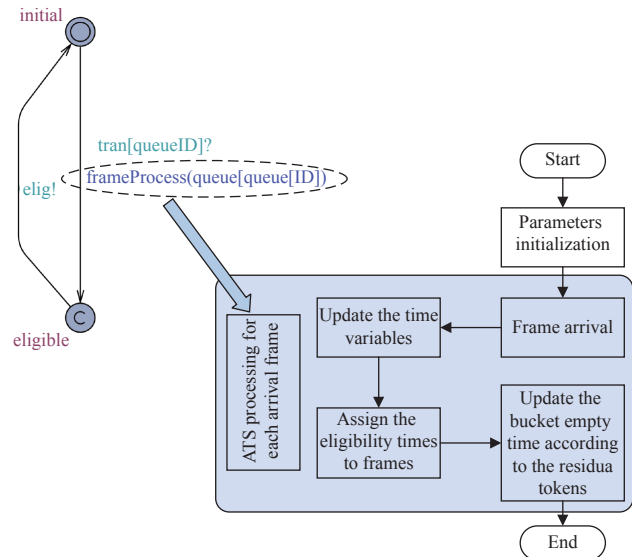 initial
tran[queueID]?
frameProcess(queue[queue[ID])
elig!
C
eligible
Start
Parameters
initialization
Frame arrival
Update the time
variables
ATS processing for
each arrival frame
Assign the
eligibility times
to frames
Update the
bucket empty
time according
to the residua
tokens
End